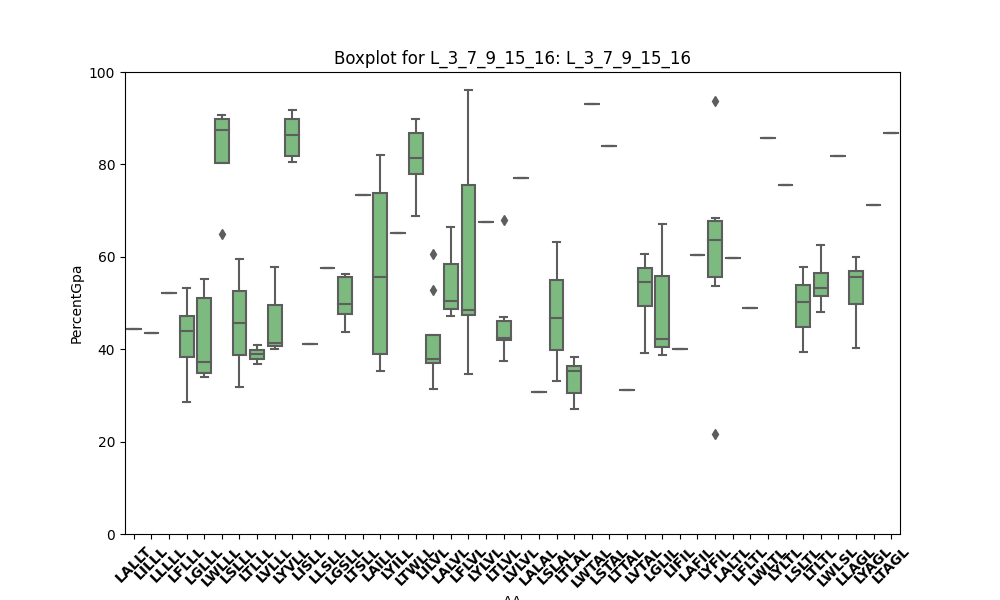 Boxplot for L_3_7_9_15_16: L_3_7_9_15_16
100
80
60
40
20
0
PercentGpa
LALLT LILLL LLLLL LFLLL LGLLL LWLLL LSLLL LTLLL LVLLL LYVLL LISLL LLSLL LGSLL LTSLL LAILL LYILL LTWLL LILVL LALVL LFLVL LYLVL LTLVL LVLVL LALAL LSLAL LTLAL LWTAL LSTAL LTTAL LVTAL LGLIL LIFIL LAFIL LYFIL LALTL LFLTL LWLTL LYLTL LSLTL LTLTL LWLSL LLAGL LYAGL LTAGL
AA